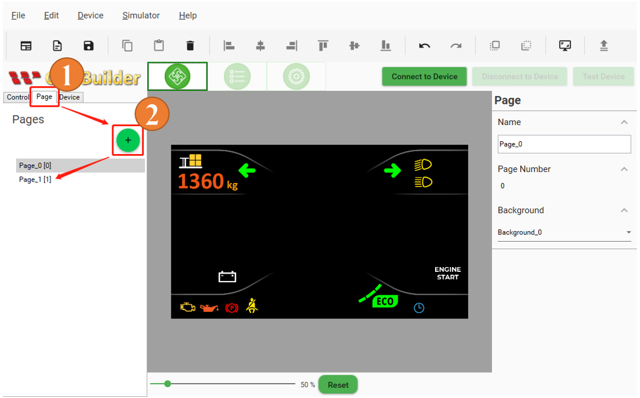 File Edit Device Simulator Help
1
Builder
Connect to Device Disconnect to Device Test Device
Control Page Device
2
Pages
+
Page_0 [0]
Page_1 [1]
1360 kg
ENGINE
START
ECO
50 % Reset
Page
Name
Page_0
Page Number
0
Background
Background_0